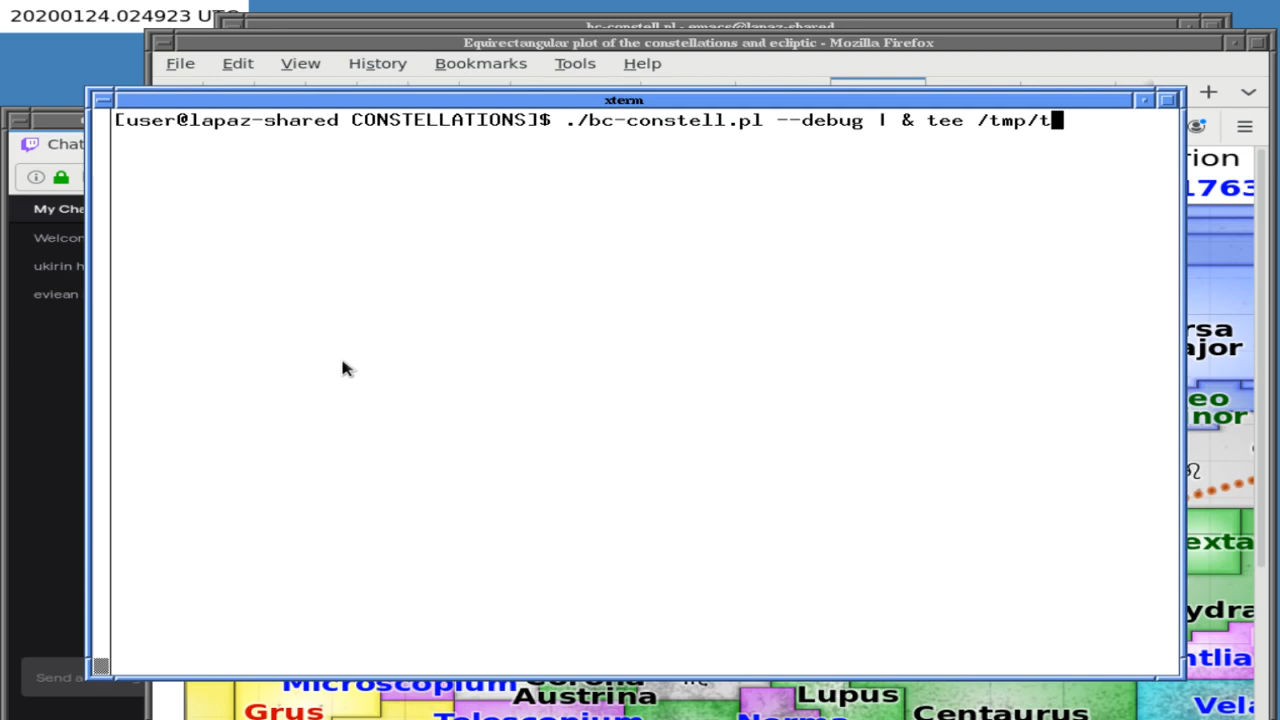 20200124.024923 UTC
bc-constell.pl - emacs@lapaz-shared
Equirectangular plot of the constellations and ecliptic - Mozilla Firefox
File Edit View History Bookmarks Tools Help
xterm
[user@lapaz-shared CONSTELLATIONS]$ ./bc-constell.pl --debug | & tee /tmp/t
Chat
My Cha
Welcor
ukirin h
eviean
Send a
rion
1763
rsa
ajor
eo
nor
exta
ydra
ntlia
Vela
Microscopium
Corona
Austrina
Grus
Telescopium
Norma
Lupus
Centaurus